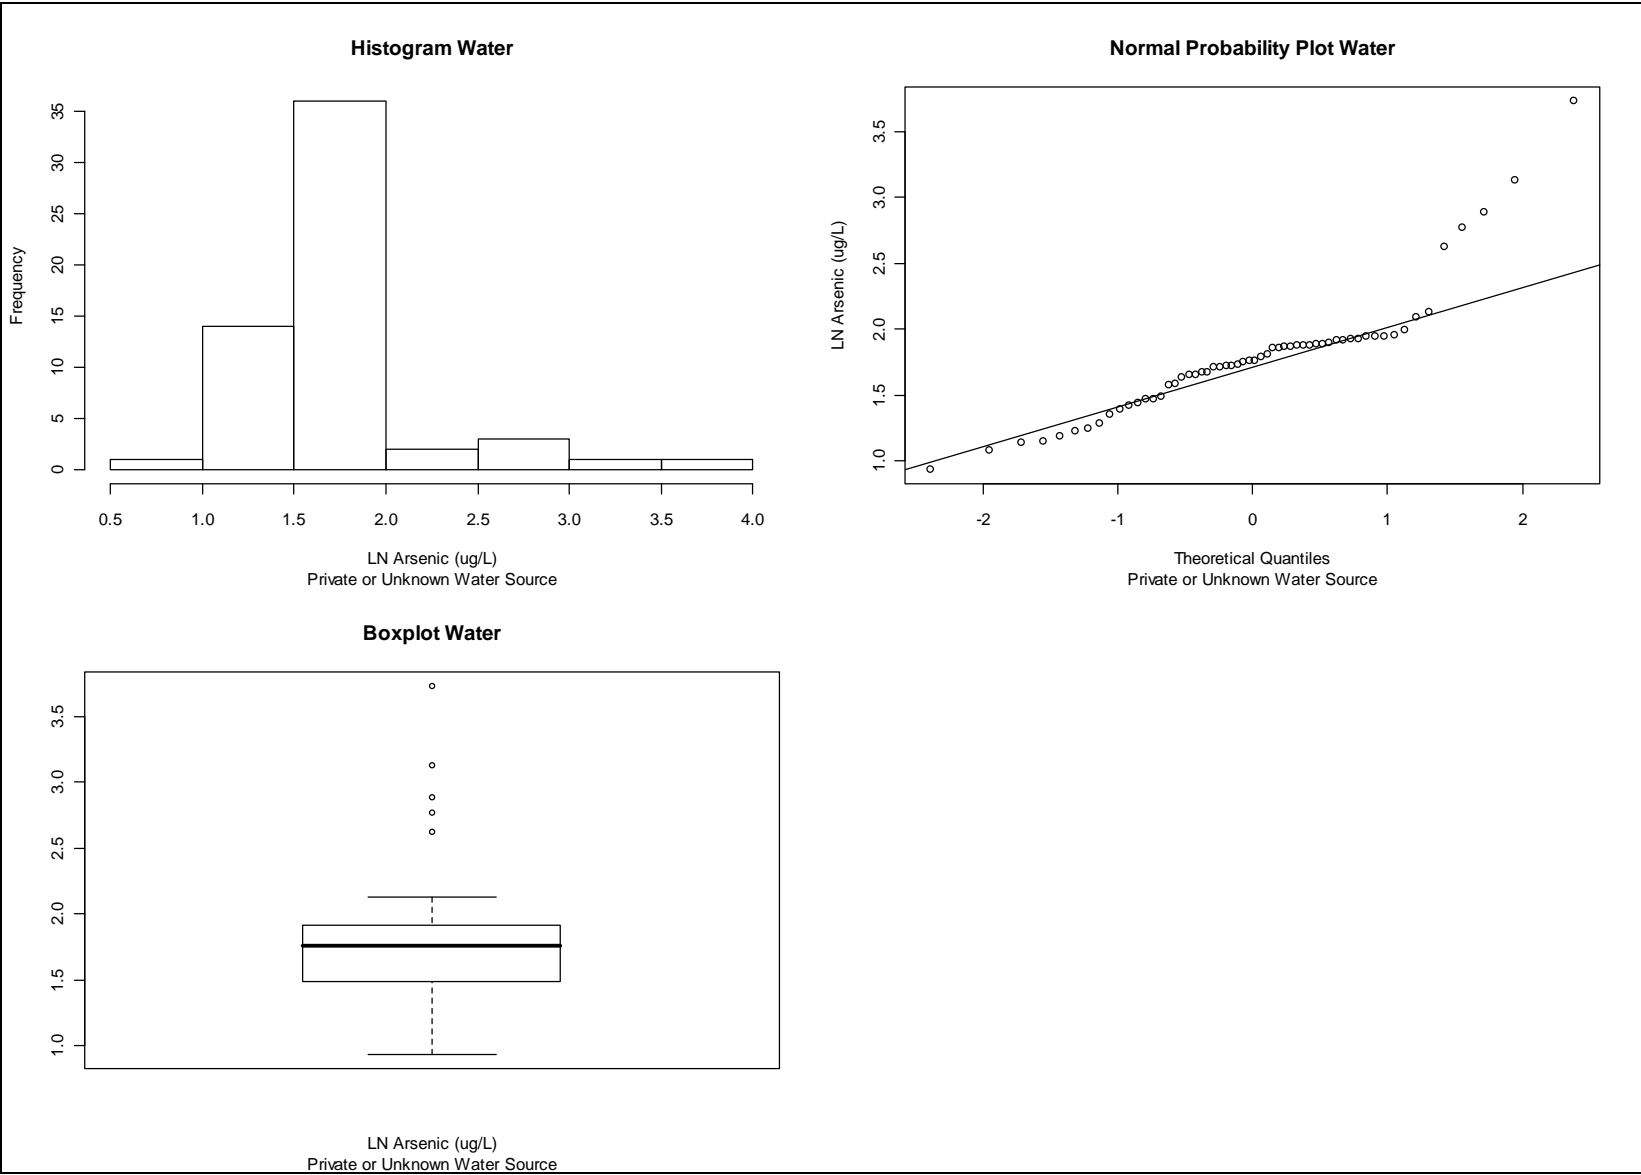 Histogram Water
Frequency
35
30
25
20
15
10
5
0
0.5 1.0 1.5 2.0 2.5 3.0 3.5 4.0
LN Arsenic (ug/L)
Private or Unknown Water Source
Normal Probability Plot Water
LN Arsenic (ug/L)
3.5
3.0
2.5
2.0
1.5
1.0
-2 -1 0 1 2
Theoretical Quantiles
Private or Unknown Water Source
Boxplot Water
3.5
3.0
2.5
2.0
1.5
1.0
LN Arsenic (ug/L)
Private or Unknown Water Source